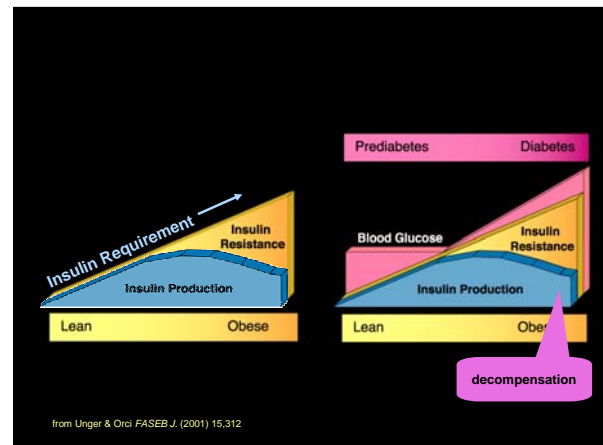 Insulin Requirement
Insulin
Resistance
Insulin Production
Lean Obese
Prediabetes Diabetes
Blood Glucose
Insulin
Resistance
Insulin Production
Lean
decompensation
from Unger & Orci FASEB J. (2001) 15,312